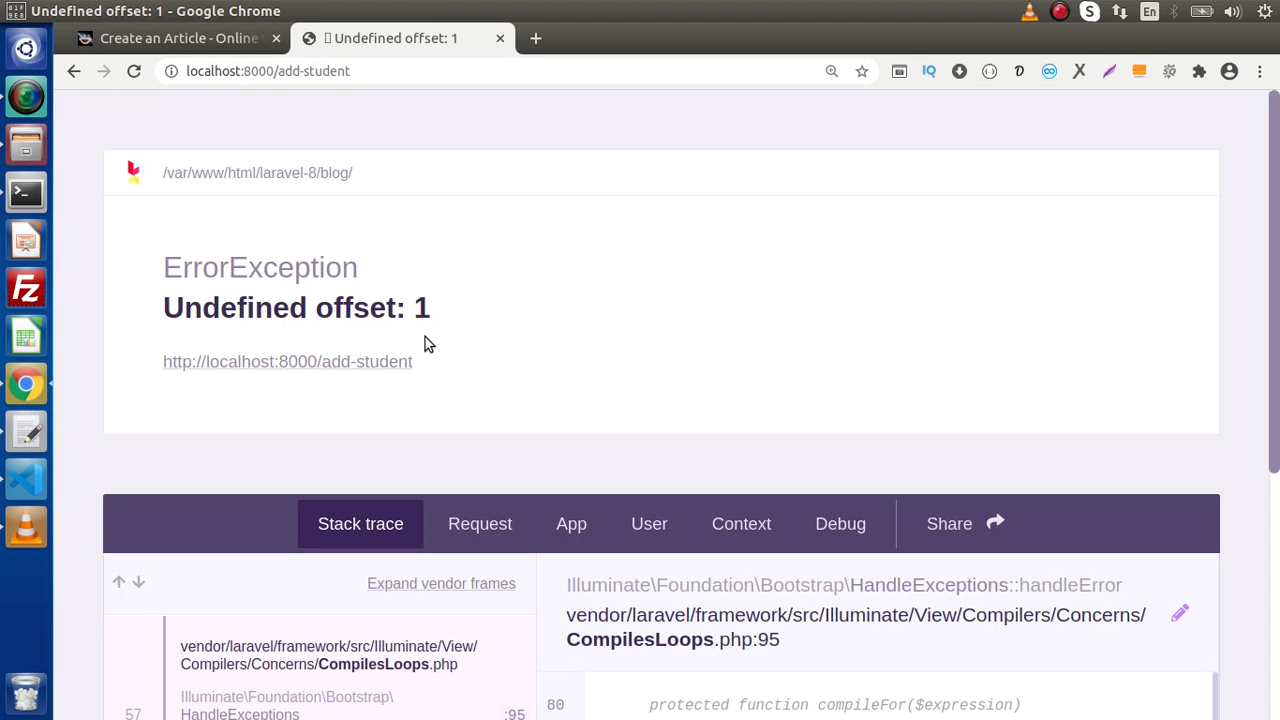 Undefined offset: 1 - Google Chrome
En
Create an Article - Online
Undefined offset: 1
localhost:8000/add-student
IQ
/var/www/html/laravel-8/blog/
ErrorException
Undefined offset: 1
http://localhost:8000/add-student
Stack trace
Request
App
User
Context
Debug
Share
Expand vendor frames
vendor/laravel/framework/src/Illuminate/View/
Compilers/Concerns/CompilesLoops.php
Illuminate\Foundation\Bootstrap\
57 HandleExceptions :95
Illuminate\Foundation\Bootstrap\HandleExceptions::handleError
vendor/laravel/framework/src/Illuminate/View/Compilers/Concerns/
CompilesLoops.php:95
80 protected function compileFor($expression)